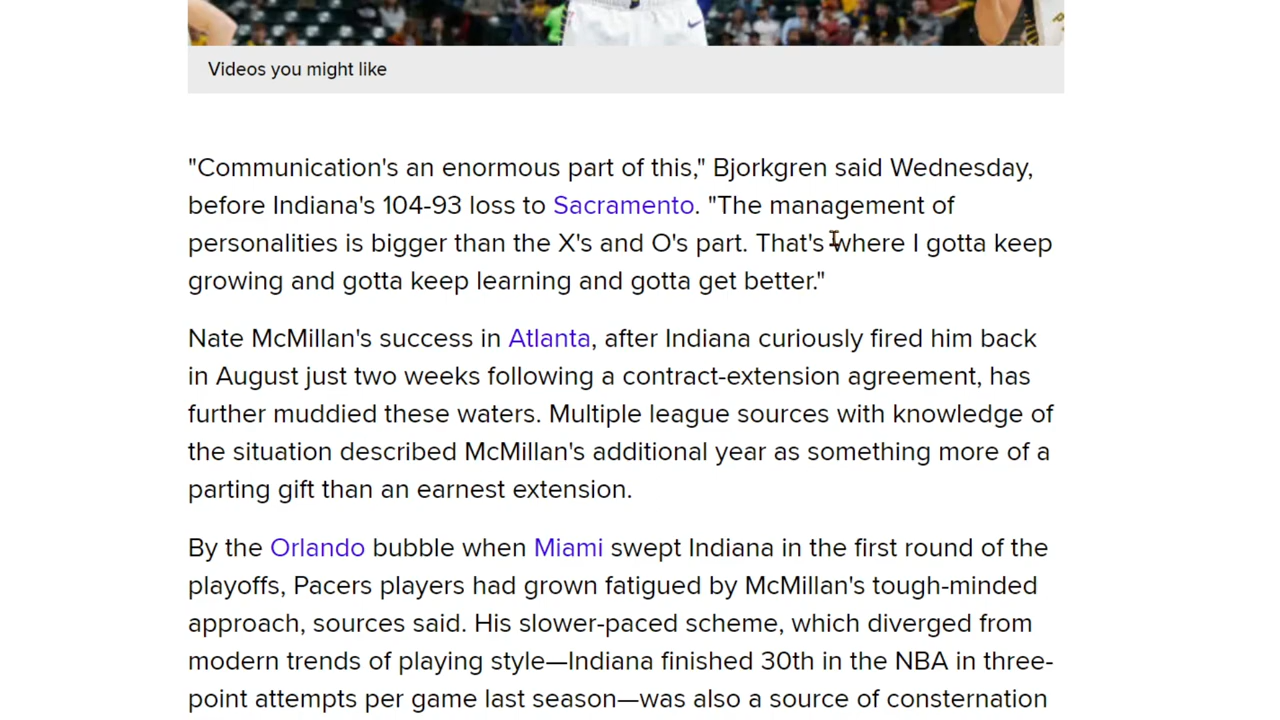 Videos you might like
"Communication's an enormous part of this," Bjorkgren said Wednesday,
before Indiana's 104-93 loss to Sacramento. "The management of
personalities is bigger than the X's and O's part. That's where I gotta keep
growing and gotta keep learning and gotta get better."
Nate McMillan's success in Atlanta, after Indiana curiously fired him back
in August just two weeks following a contract-extension agreement, has
further muddied these waters. Multiple league sources with knowledge of
the situation described McMillan's additional year as something more of a
parting gift than an earnest extension.
By the Orlando bubble when Miami swept Indiana in the first round of the
playoffs, Pacers players had grown fatigued by McMillan's tough-minded
approach, sources said. His slower-paced scheme, which diverged from
modern trends of playing style—Indiana finished 30th in the NBA in three-
point attempts per game last season—was also a source of consternation